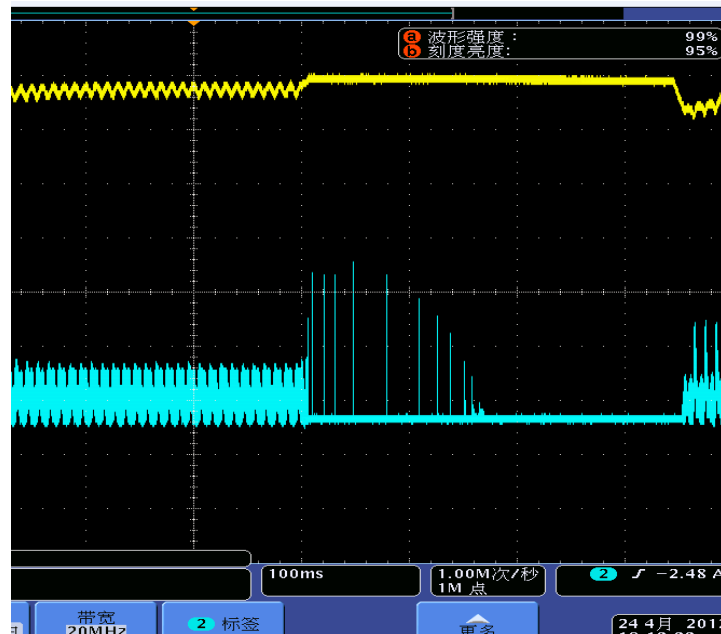 a 波形强度： 99%
b 刻度亮度: 95%
100ms
1.00M次/秒
1M 点
2 -2.48 A
带宽
20MHz
2 标签
更多
24 4月 201